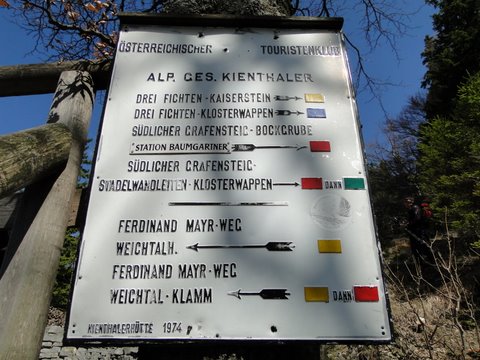 ÖSTERREICHISCHER TOURISTENKLUB
ALP. GES. KIENTHALER
DREI FICHTEN-KAISERSTEIN
DREI FICHTEN-KLOSTERWAPPEN
SÜDLICHER GRAFENSTEIG-BOCKGRUBE
STATION BAUMGARTNER
SÜDLICHER GRAFENSTEIG-
STADELWANDLEITEN-KLOSTERWAPPEN DANN
FERDINAND MAYR-WEG
WEICHTALH.
FERDINAND MAYR-WEG
WEICHTAL-KLAMM DANN
KIENTHALERHÜTTE 1974